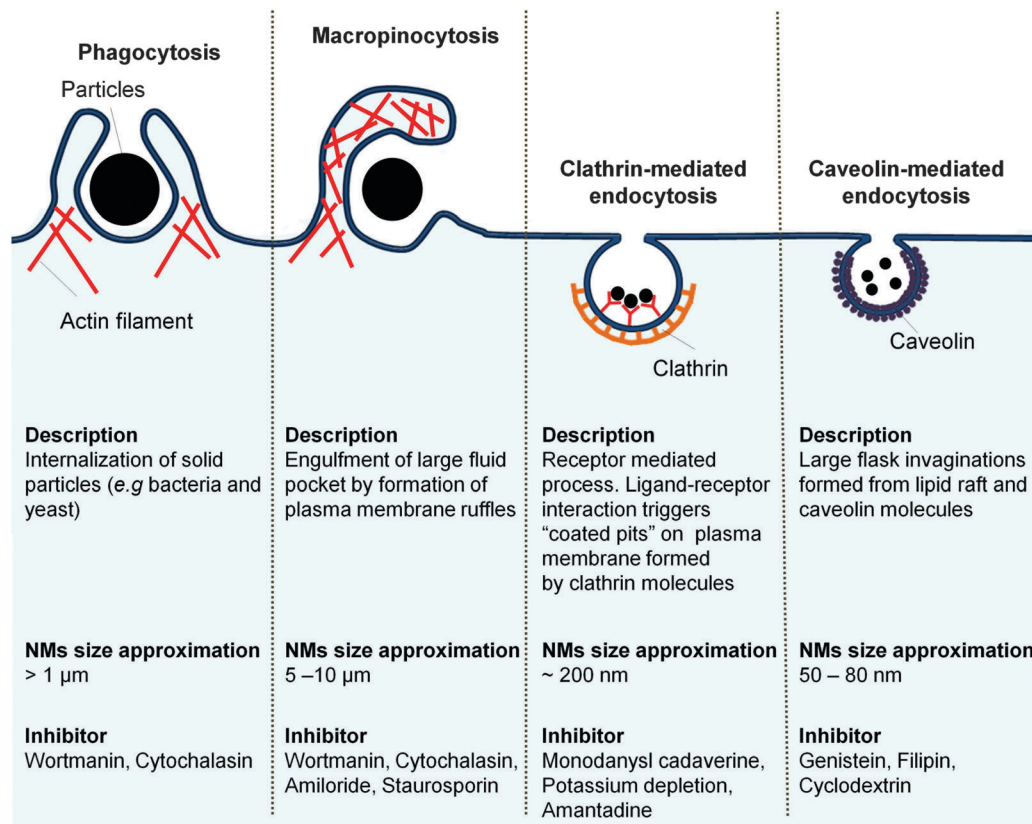 Phagocytosis
Particles
Actin filament
Description
Internalization of solid
particles (e.g bacteria and
yeast)
NMs size approximation
> 1 µm
Inhibitor
Wortmanin, Cytochalasin
Macropinocytosis
Description
Engulfment of large fluid
pocket by formation of
plasma membrane ruffles
NMs size approximation
5 –10 µm
Inhibitor
Wortmanin, Cytochalasin,
Amiloride, Staurosporin
Clathrin-mediated
endocytosis
Clathrin
Description
Receptor mediated
process. Ligand-receptor
interaction triggers
“coated pits” on plasma
membrane formed
by clathrin molecules
NMs size approximation
~ 200 nm
Inhibitor
Monodanysl cadaverine,
Potassium depletion,
Amantadine
Caveolin-mediated
endocytosis
Caveolin
Description
Large flask invaginations
formed from lipid raft and
caveolin molecules
NMs size approximation
50 – 80 nm
Inhibitor
Genistein, Filipin,
Cyclodextrin